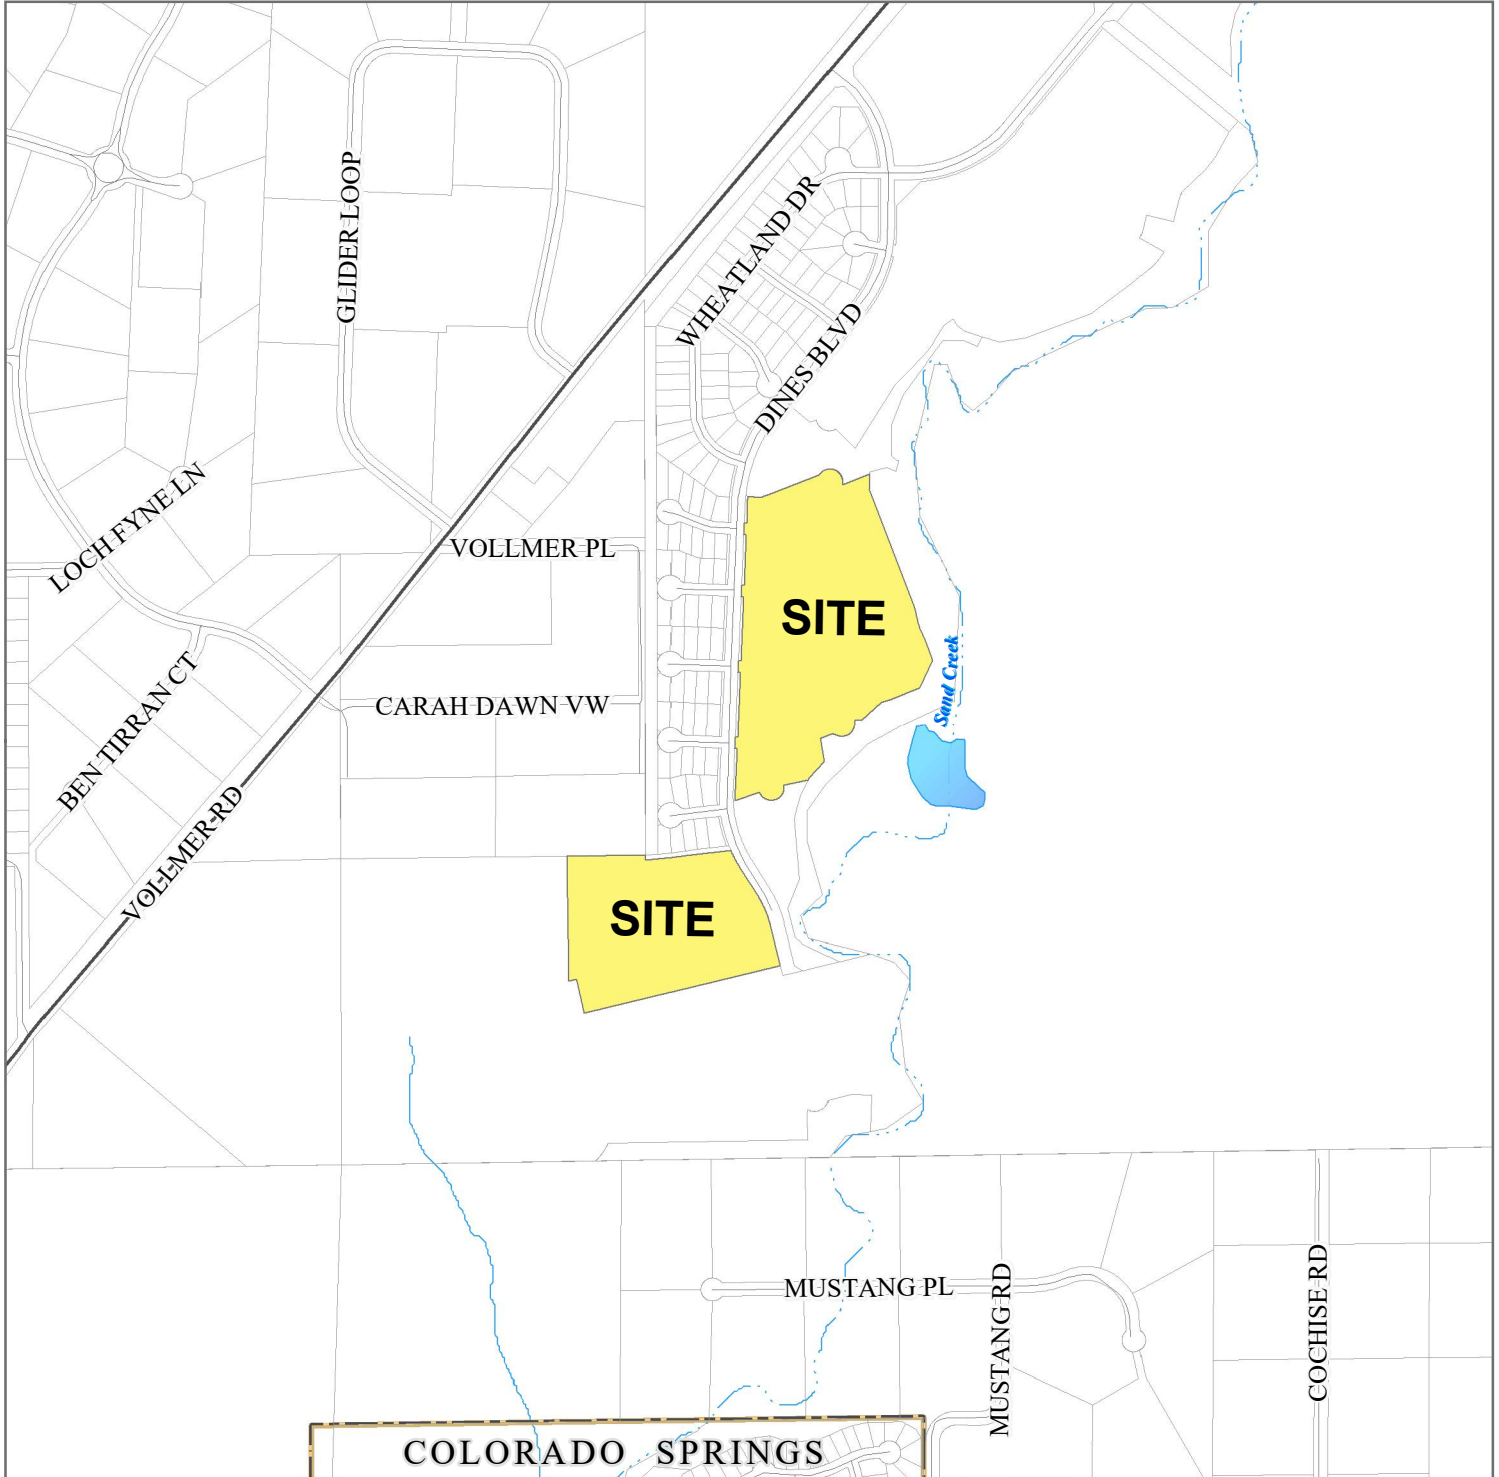 GLIDER LOOP
WHEATLAND DR
DINES BLVD
LOCH FYNE LN
VOLLMER PL
SITE
Sand Creek
BEN TIRRAN CT
CARAH DAWN VW
VOLLMER RD
SITE
MUSTANG PL
MUSTANG RD
COCHISE RD
COLORADO SPRINGS